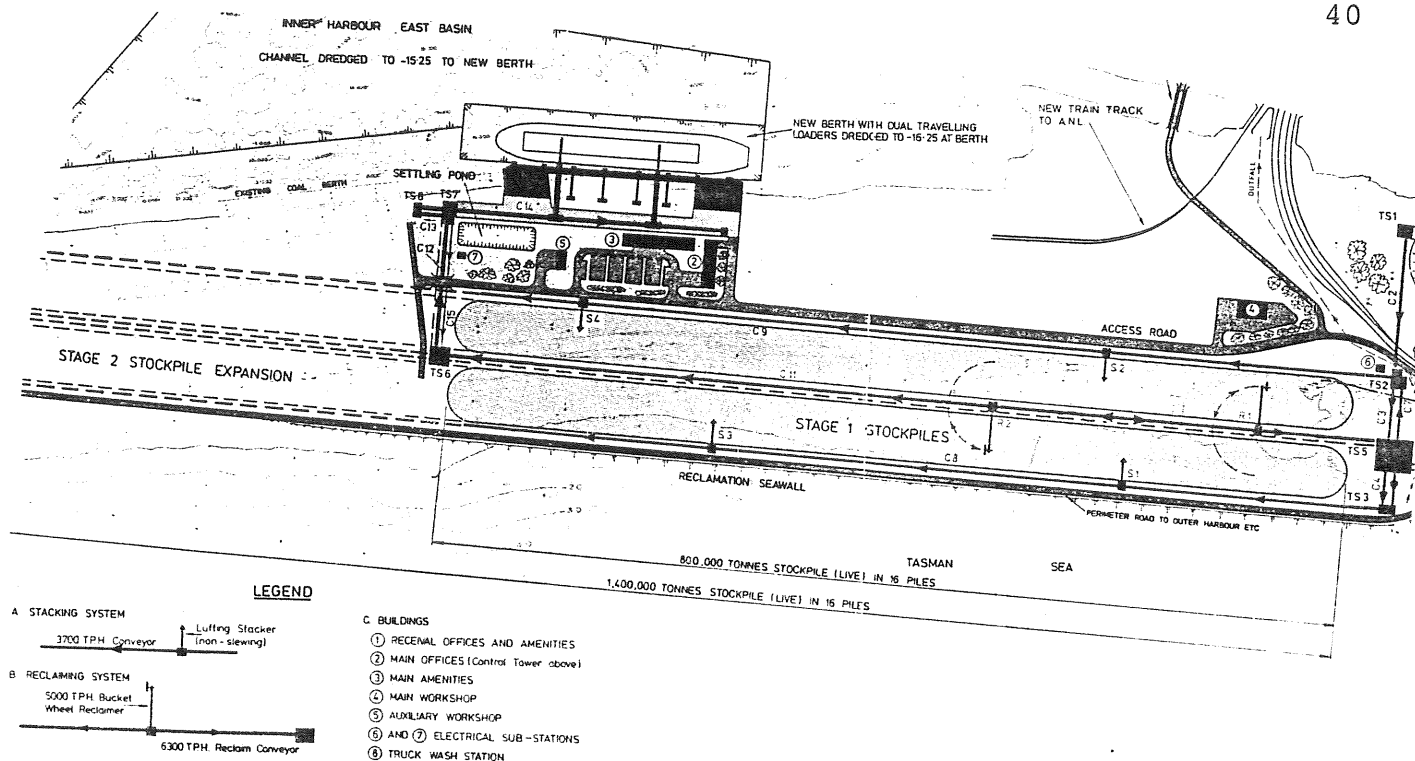 40
INNER HARBOUR EAST BASIN
CHANNEL DREDGED TO -15·25 TO NEW BERTH
NEW BERTH WITH DUAL TRAVELLING
LOADERS DREDGED TO -16·25 AT BERTH
NEW TRAIN TRACK
TO A.N.L
OUTFALL
EXISTING COAL BERTH
SETTLING POND
TS8
TS7
C14
C13
C12
C15
TS1
C2
3
5
2
7
4
6
S4
C9
ACCESS ROAD
S2
TS2
C3
TS6
C11
R2
R1
TS5
C4
STAGE 2 STOCKPILE EXPANSION
STAGE 1 STOCKPILES
S3
C8
S1
TS3
RECLAMATION SEAWALL
PERIMETER ROAD TO OUTER HARBOUR ETC
800,000 TONNES STOCKPILE (LIVE) IN 16 PILES
TASMAN SEA
1,400,000 TONNES STOCKPILE (LIVE) IN 16 PILES
LEGEND
A STACKING SYSTEM
3700 T.P.H. Conveyor
Luffing Stacker
(non-slewing)
B RECLAIMING SYSTEM
5000 T.P.H. Bucket
Wheel Reclaimer
6300 T.P.H. Reclaim Conveyor
C. BUILDINGS
1 RECEIVAL OFFICES AND AMENITIES
2 MAIN OFFICES (Control Tower above)
3 MAIN AMENITIES
4 MAIN WORKSHOP
5 AUXILIARY WORKSHOP
6 AND 7 ELECTRICAL SUB-STATIONS
8 TRUCK WASH STATION